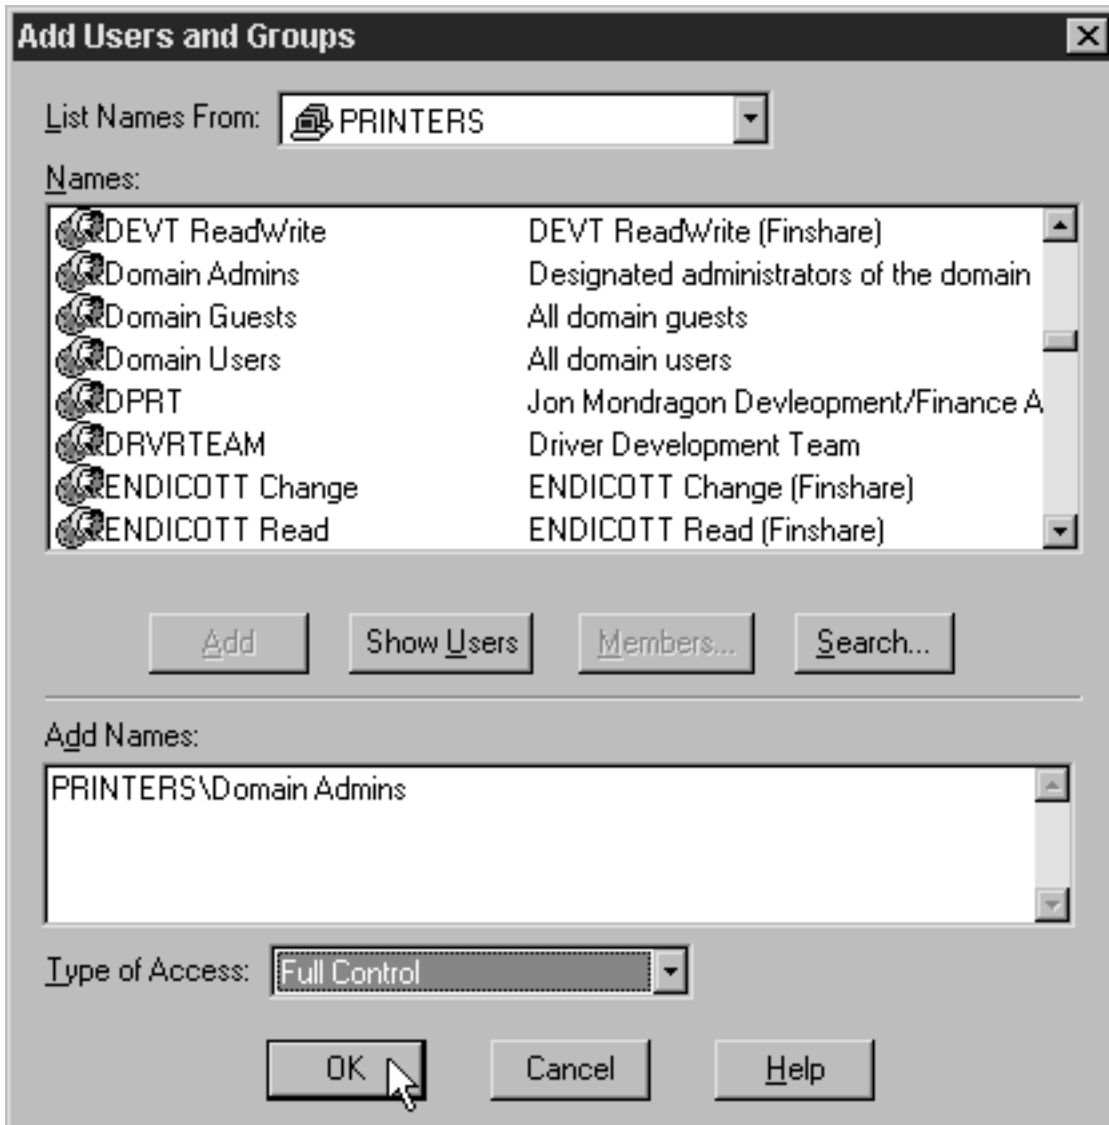 Add Users and Groups
List Names From: PRINTERS
Names:
DEVT ReadWrite DEVT ReadWrite (Finshare)
Domain Admins Designated administrators of the domain
Domain Guests All domain guests
Domain Users All domain users
DPRT Jon Mondragon Devleopment/Finance A
DRVRTEAM Driver Development Team
ENDICOTT Change ENDICOTT Change (Finshare)
ENDICOTT Read ENDICOTT Read (Finshare)
Add Show Users Members... Search...
Add Names:
PRINTERS\Domain Admins
Type of Access: Full Control
OK Cancel Help